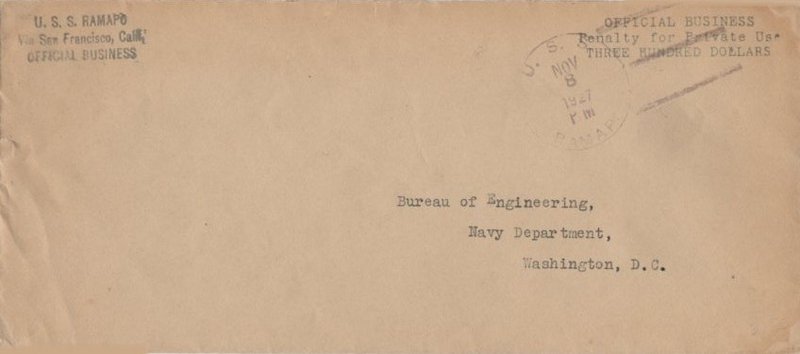 U. S. S. RAMAPO
Via San Francisco, Calif,
OFFICIAL BUSINESS
OFFICIAL BUSINESS
Penalty for Private Use
THREE HUNDRED DOLLARS
U. S. S.
NOV
8
1927
P M
RAMAP
Bureau of Engineering,
Navy Department,
Washington, D.C.